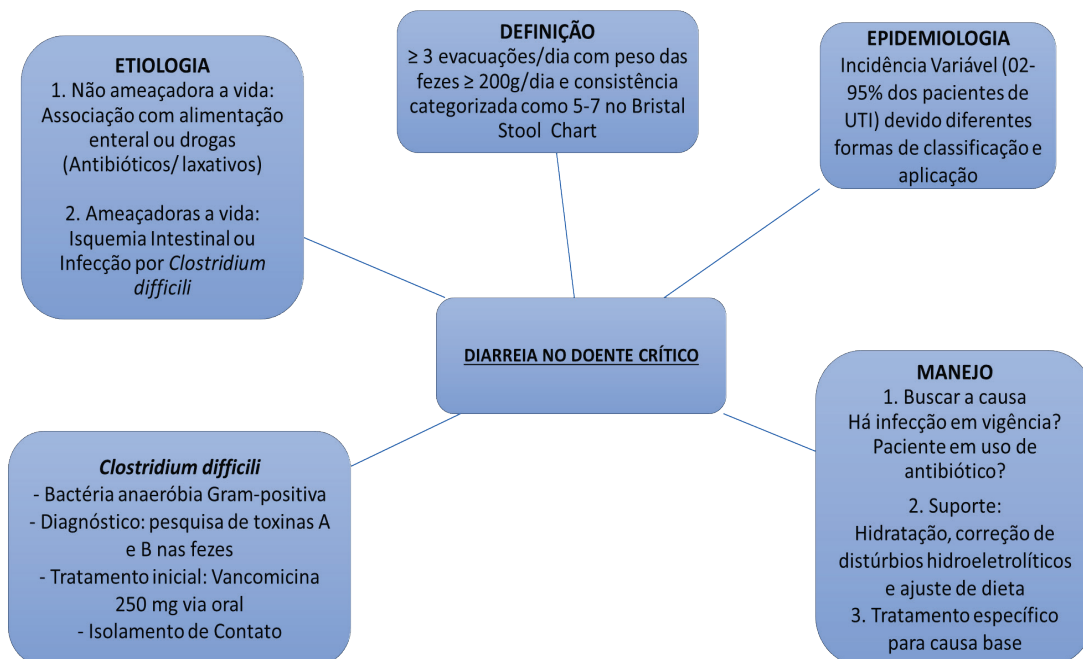 ETIOLOGIA
1. Não ameaçadora a vida:
Associação com alimentação
enteral ou drogas
(Antibióticos/ laxativos)
2. Ameaçadoras a vida:
Isquemia Intestinal ou
Infecção por Clostridium
difficili
DEFINIÇÃO
≥ 3 evacuações/dia com peso das
fezes ≥ 200g/dia e consistência
categorizada como 5-7 no Bristal
Stool Chart
EPIDEMIOLOGIA
Incidência Variável (02-
95% dos pacientes de
UTI) devido diferentes
formas de classificação e
aplicação
DIARREIA NO DOENTE CRÍTICO
Clostridium difficili
- Bactéria anaeróbia Gram-positiva
- Diagnóstico: pesquisa de toxinas A
e B nas fezes
- Tratamento inicial: Vancomicina
250 mg via oral
- Isolamento de Contato
MANEJO
1. Buscar a causa
Há infecção em vigência?
Paciente em uso de
antibiótico?
2. Suporte:
Hidratação, correção de
distúrbios hidroeletrolíticos
e ajuste de dieta
3. Tratamento específico
para causa base